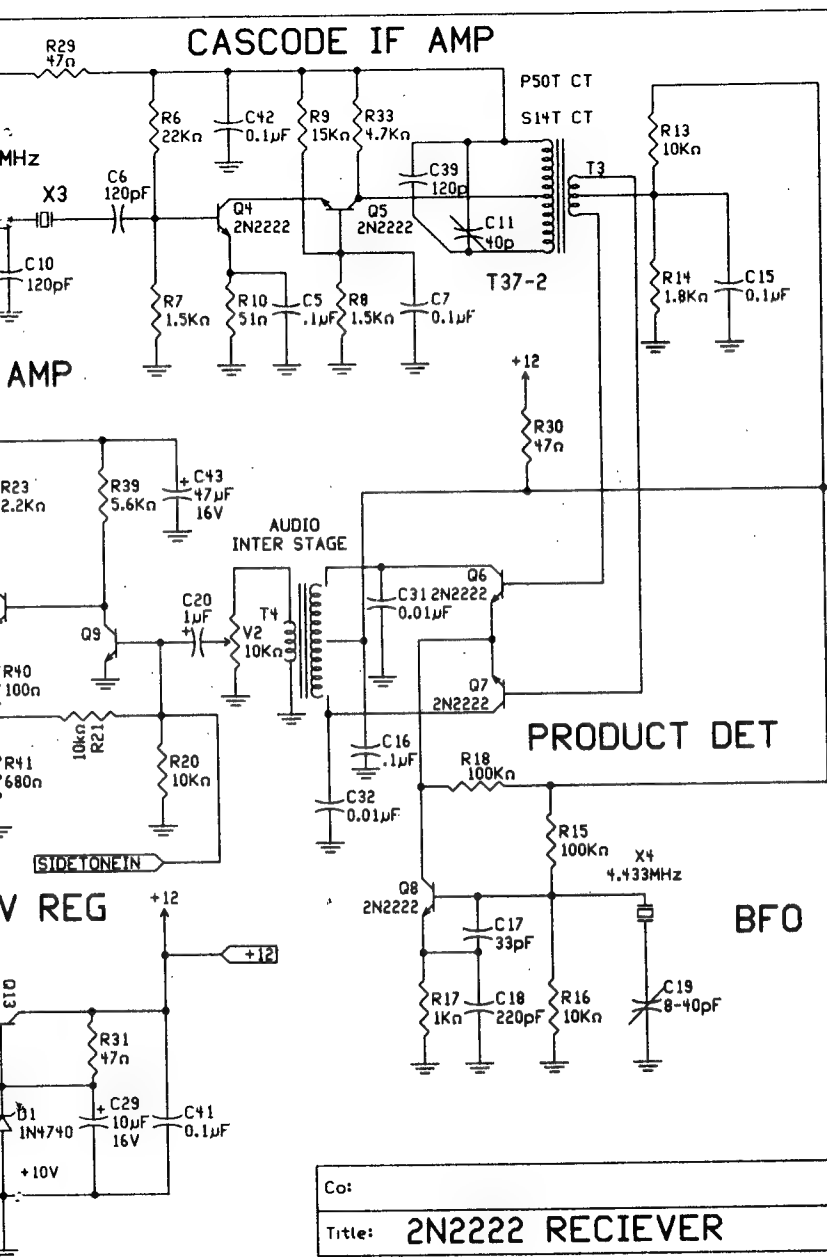 CASCODE IF AMP
R29
47Ω
P50T CT
S14T CT
R6
22KΩ
C42
0.1µF
R9
15KΩ
R33
4.7KΩ
R13
10KΩ
MHz
X3
C6
120pF
C39
120p
T3
Q4
2N2222
Q5
2N2222
C11
40p
C10
120pF
T37-2
R7
1.5KΩ
R10
51Ω
C5
.1µF
R8
1.5KΩ
C7
0.1µF
R14
1.8KΩ
C15
0.1µF
AMP
+12
R30
47Ω
R23
2.2KΩ
R39
5.6KΩ
+ C43
47µF
16V
AUDIO
INTER STAGE
C20
1µF
+
V2
10KΩ
T4
C31
0.01µF
Q6
2N2222
Q9
Q7
2N2222
R40
100Ω
10kΩ
R21
PRODUCT DET
C16
.1µF
R41
680Ω
R20
10KΩ
R18
100KΩ
C32
0.01µF
R15
100KΩ
X4
4.433MHz
SIDETONEIN
V REG
+12
Q8
2N2222
BFO
C17
33pF
+12
Q13
R17
1KΩ
C18
220pF
R16
10KΩ
C19
8-40pF
R31
47Ω
D1
1N4740
+ C29
10µF
16V
C41
0.1µF
+10V
Co:
Title: 2N2222 RECIEVER